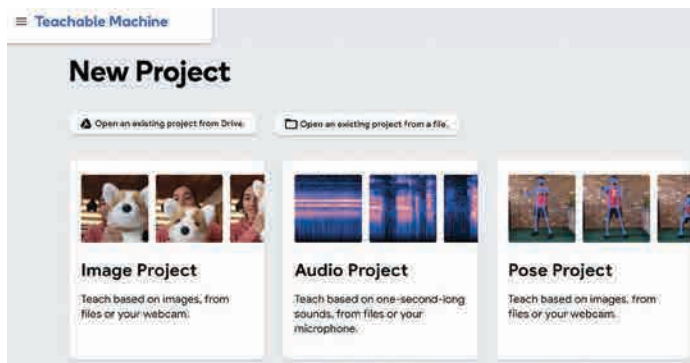 Teachable Machine
New Project
Open an existing project from Drive.
Open an existing project from a file.
Image Project
Teach based on images, from
files or your webcam.
Audio Project
Teach based on one-second-long
sounds, from files or your
microphone.
Pose Project
Teach based on images, from
files or your webcam.